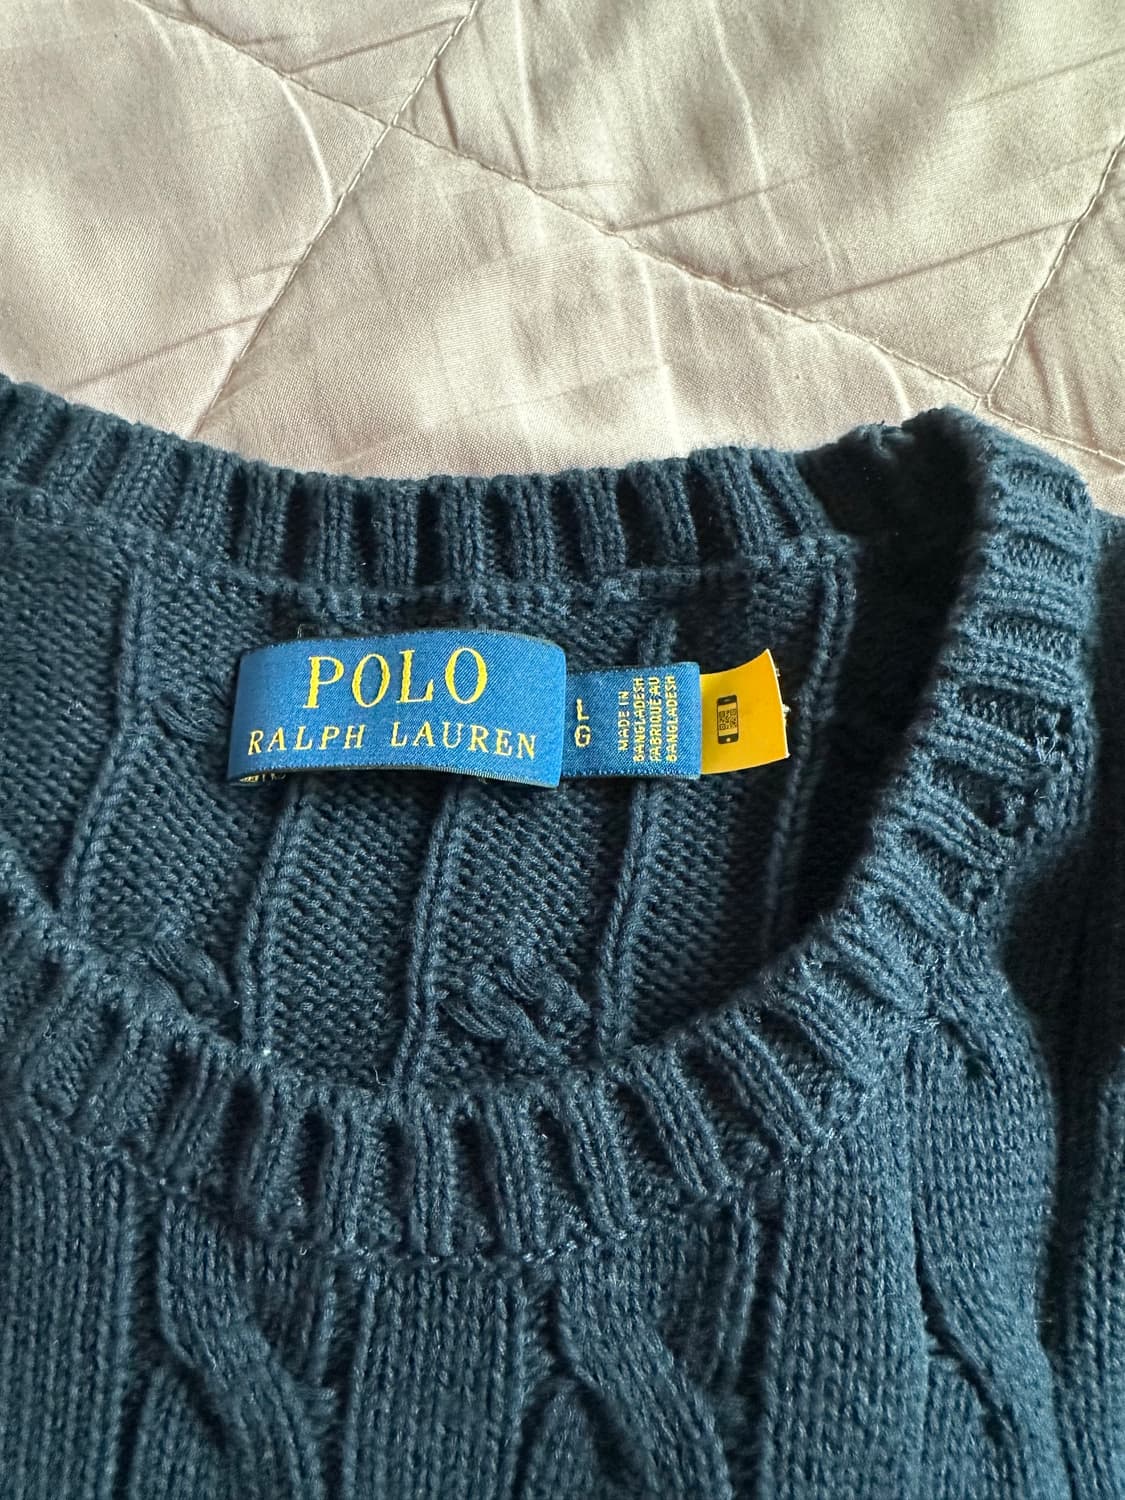 POLO
RALPH LAUREN
L
G
MADE IN
BANGLADESH
FABRIQUÉ AU
BANGLADESH